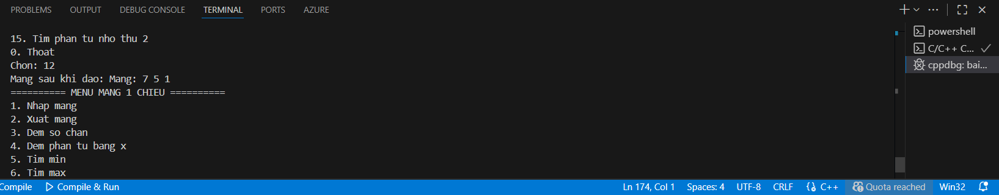 PROBLEMS OUTPUT DEBUG CONSOLE TERMINAL PORTS AZURE
15. Tim phan tu nho thu 2
0. Thoat
Chon: 12
Mang sau khi dao: Mang: 7 5 1
========== MENU MANG 1 CHIEU ==========
1. Nhap mang
2. Xuat mang
3. Dem so chan
4. Dem phan tu bang x
5. Tim min
6. Tim max
powershell
C/C++ C...
cppdbg: bai...
Compile Compile & Run Ln 174, Col 1 Spaces: 4 UTF-8 CRLF C++ Quota reached Win32